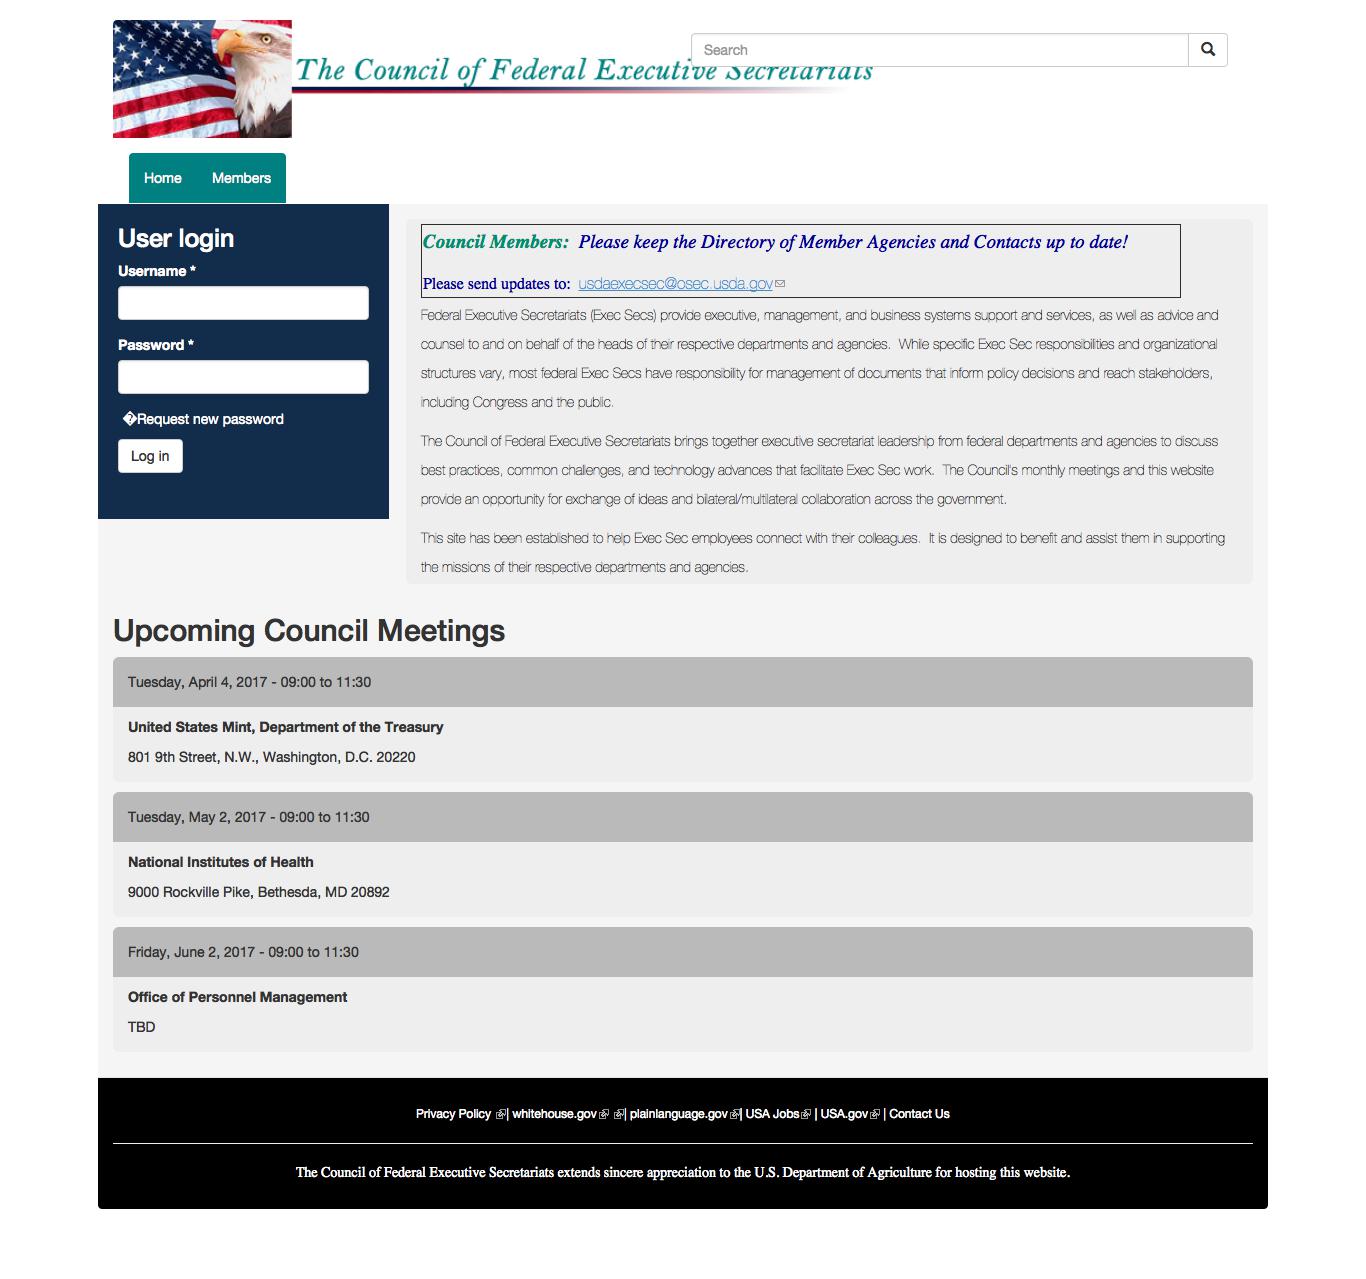 Search
The Council of Federal Executive Secretariats
Home Members
User login
Username *
Password *
�Request new password
Log in
Council Members: Please keep the Directory of Member Agencies and Contacts up to date!
Please send updates to: usdaexecsec@osec.usda.gov
Federal Executive Secretariats (Exec Secs) provide executive, management, and business systems support and services, as well as advice and
counsel to and on behalf of the heads of their respective departments and agencies. While specific Exec Sec responsibilities and organizational
structures vary, most federal Exec Secs have responsibility for management of documents that inform policy decisions and reach stakeholders,
including Congress and the public.
The Council of Federal Executive Secretariats brings together executive secretariat leadership from federal departments and agencies to discuss
best practices, common challenges, and technology advances that facilitate Exec Sec work. The Council's monthly meetings and this website
provide an opportunity for exchange of ideas and bilateral/multilateral collaboration across the government.
This site has been established to help Exec Sec employees connect with their colleagues. It is designed to benefit and assist them in supporting
the missions of their respective departments and agencies.
Upcoming Council Meetings
Tuesday, April 4, 2017 - 09:00 to 11:30
United States Mint, Department of the Treasury
801 9th Street, N.W., Washington, D.C. 20220
Tuesday, May 2, 2017 - 09:00 to 11:30
National Institutes of Health
9000 Rockville Pike, Bethesda, MD 20892
Friday, June 2, 2017 - 09:00 to 11:30
Office of Personnel Management
TBD
Privacy Policy | whitehouse.gov | plainlanguage.gov | USA Jobs | USA.gov | Contact Us
The Council of Federal Executive Secretariats extends sincere appreciation to the U.S. Department of Agriculture for hosting this website.